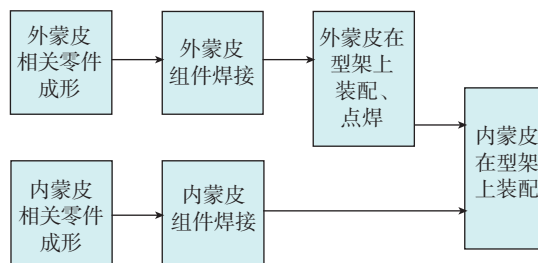 外蒙皮
相关零件
成形
外蒙皮
组件焊接
外蒙皮在
型架上
装配、
点焊
内蒙皮
相关零件
成形
内蒙皮
组件焊接
内蒙皮
在型架
上装配